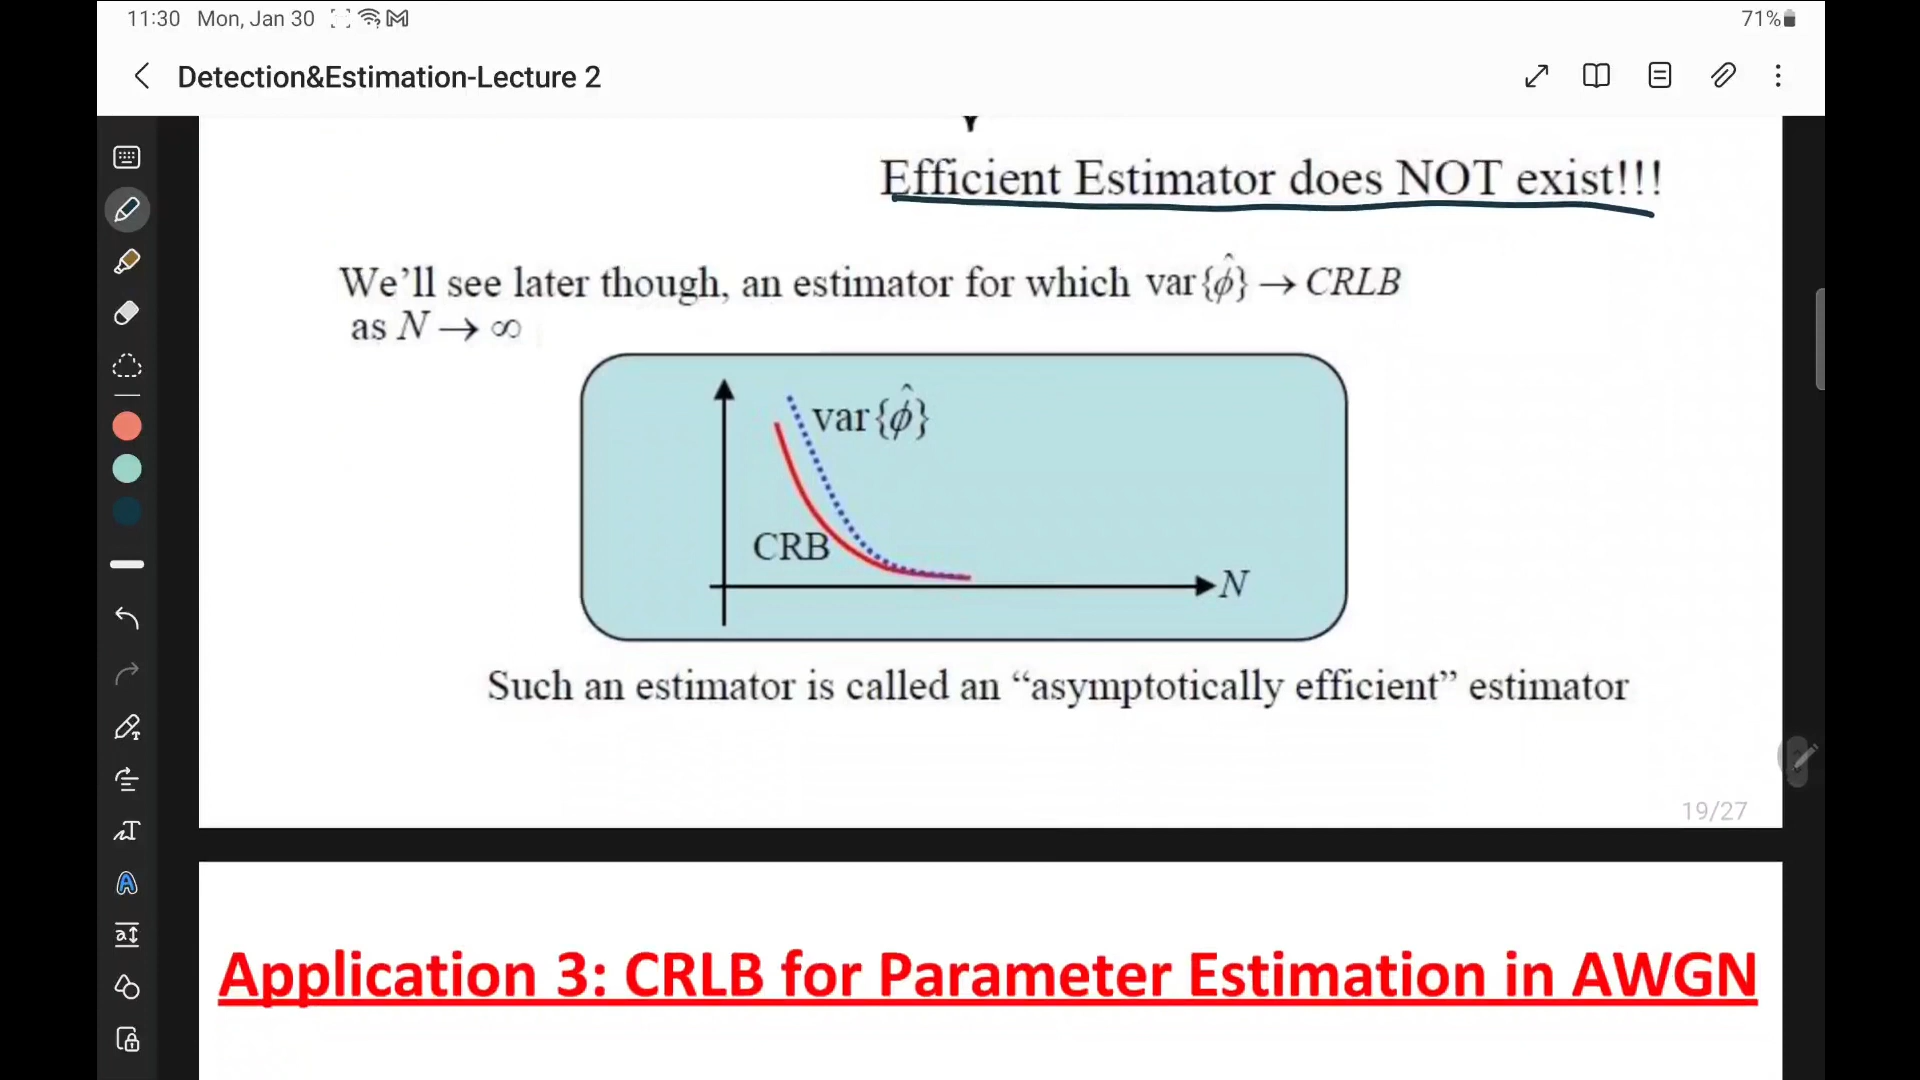 11:30 Mon, Jan 30
71%
Detection&Estimation-Lecture 2
Efficient Estimator does NOT exist!!!
We’ll see later though, an estimator for which var{ϕ̂} → CRLB
as N → ∞
var{ϕ̂}
CRB
N
Such an estimator is called an “asymptotically efficient” estimator
19/27
Application 3: CRLB for Parameter Estimation in AWGN